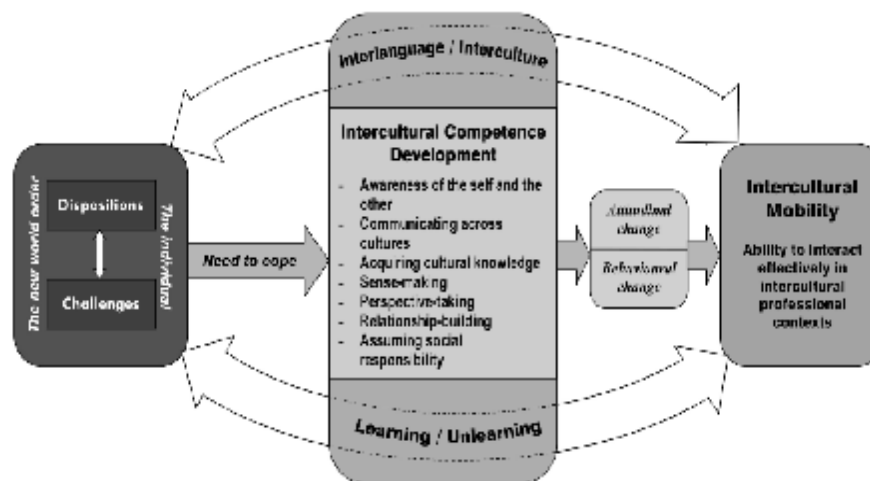 Interlanguage / Interculture
The new world order
Dispositions
Challenges
The individual
Need to cope
Intercultural Competence
Development
- Awareness of the self and the
other
- Communicating across
cultures
- Acquiring cultural knowledge
- Sense-making
- Perspective-taking
- Relationship-building
- Assuming social
responsibility
Attitudinal
change
Behavioural
change
Intercultural
Mobility
Ability to interact
effectively in
intercultural
professional
contexts
Learning / Unlearning